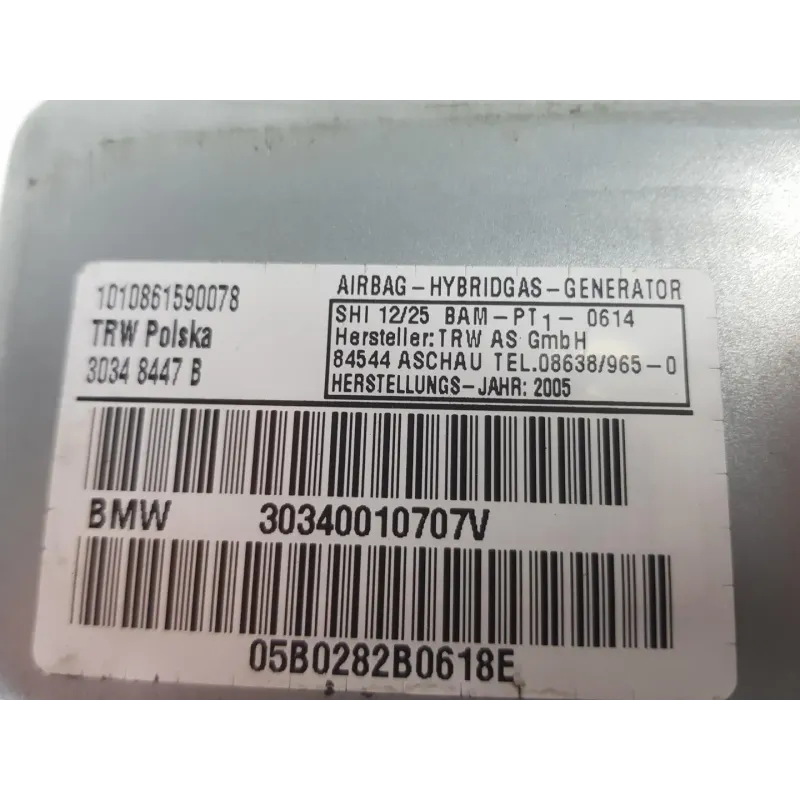 1010861590078
TRW Polska
3034 8447 B
AIRBAG-HYBRIDGAS-GENERATOR
SHI 12/25 BAM-PT1- 0614
Hersteller:TRW AS GmbH
84544 ASCHAU TEL.08638/965-0
HERSTELLUNGS-JAHR: 2005
BMW 30340010707V
05B0282B0618E